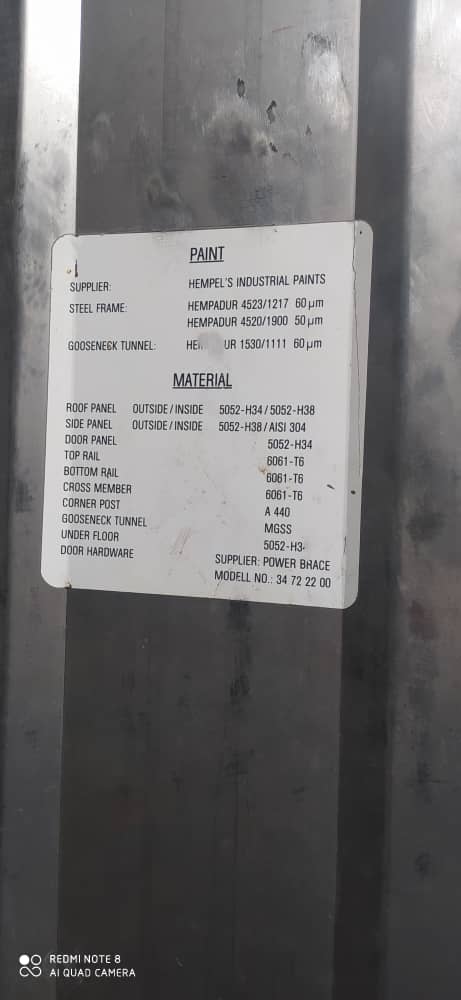 PAINT
SUPPLIER: HEMPEL'S INDUSTRIAL PAINTS
STEEL FRAME: HEMPADUR 4523/1217 60 µm
HEMPADUR 4520/1900 50 µm
GOOSENECK TUNNEL: UR 1530/1111 60 µm
MATERIAL
ROOF PANEL OUTSIDE / INSIDE 5052-H34 / 5052-H38
SIDE PANEL OUTSIDE / INSIDE 5052-H38 / AISI 304
DOOR PANEL 5052-H34
TOP RAIL 6061-T6
BOTTOM RAIL 6061-T6
CROSS MEMBER 6061-T6
CORNER POST A 440
GOOSENECK TUNNEL MGSS
UNDER FLOOR 5052-H3
DOOR HARDWARE SUPPLIER: POWER BRACE
MODELL NO.: 34 72 22 00
REDMI NOTE 8
AI QUAD CAMERA